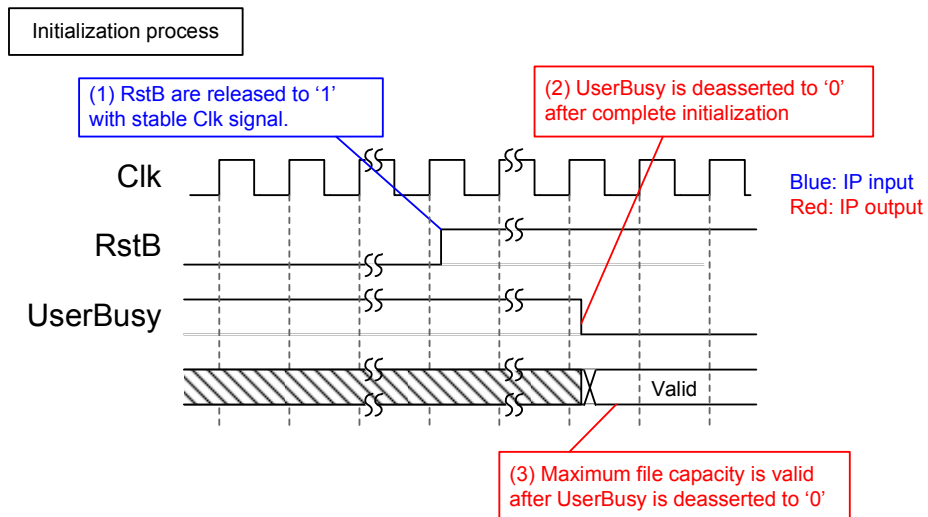 Initialization process
(1) RstB are released to ‘1’
with stable Clk signal.
(2) UserBusy is deasserted to ‘0’
after complete initialization
Clk
Blue: IP input
Red: IP output
RstB
UserBusy
Valid
(3) Maximum file capacity is valid
after UserBusy is deasserted to ‘0’